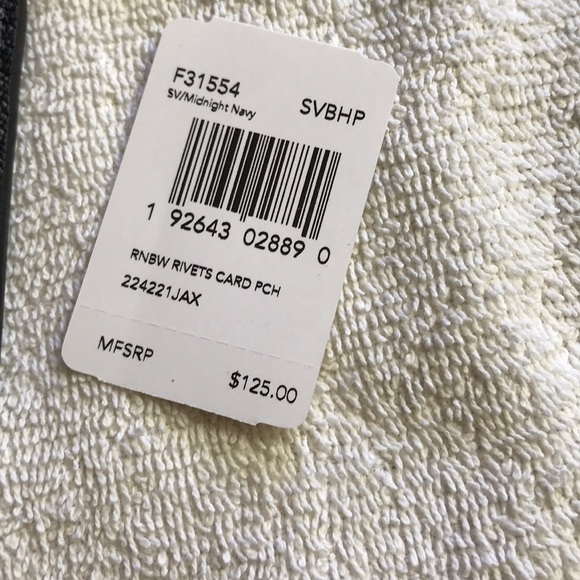 F31554 SVBHP
SV/Midnight Navy
1 92643 02889 0
RNBW RIVETS CARD PCH
224221JAX
MFSRP $125.00